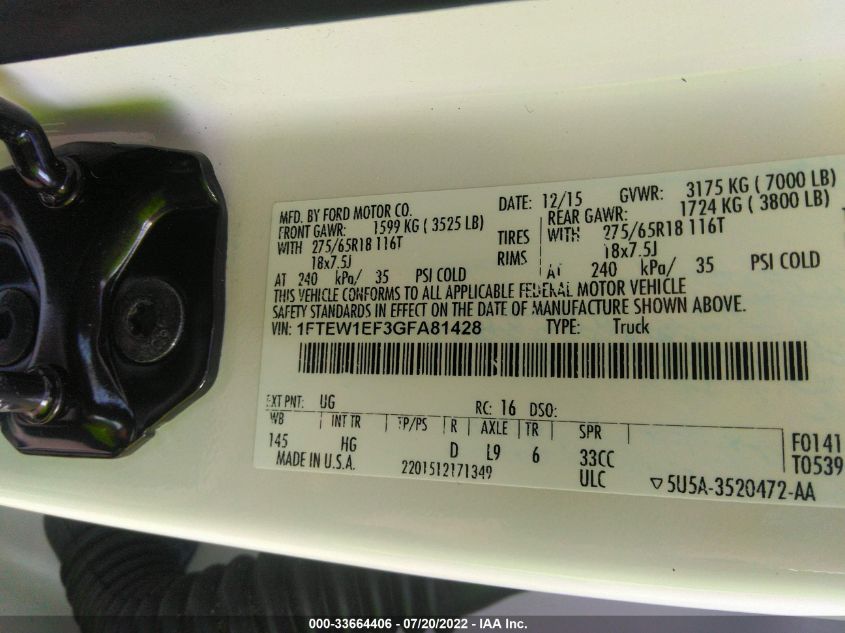 MFD. BY FORD MOTOR CO. DATE: 12/15 GVWR: 3175 KG ( 7000 LB)
FRONT GAWR: 1599 KG ( 3525 LB) REAR GAWR: 1724 KG ( 3800 LB)
WITH 275/65R18 116T TIRES WITH 275/65R18 116T
18x7.5J RIMS 18x7.5J
AT 240 kPa/ 35 PSI COLD AT 240 kPa/ 35 PSI COLD
THIS VEHICLE CONFORMS TO ALL APPLICABLE FEDERAL MOTOR VEHICLE
SAFETY STANDARDS IN EFFECT ON THE DATE OF MANUFACTURE SHOWN ABOVE.
VIN: 1FTEW1EF3GFA81428 TYPE: Truck
EXT PNT: UG RC: 16 DSO:
WB INT TR TP/PS R AXLE TR SPR
145 HG D L9 6 33CC F0141
MADE IN U.S.A. 2201512171349 ULC T0539
5U5A-3520472-AA
000-33664406 - 07/20/2022 - IAA Inc.